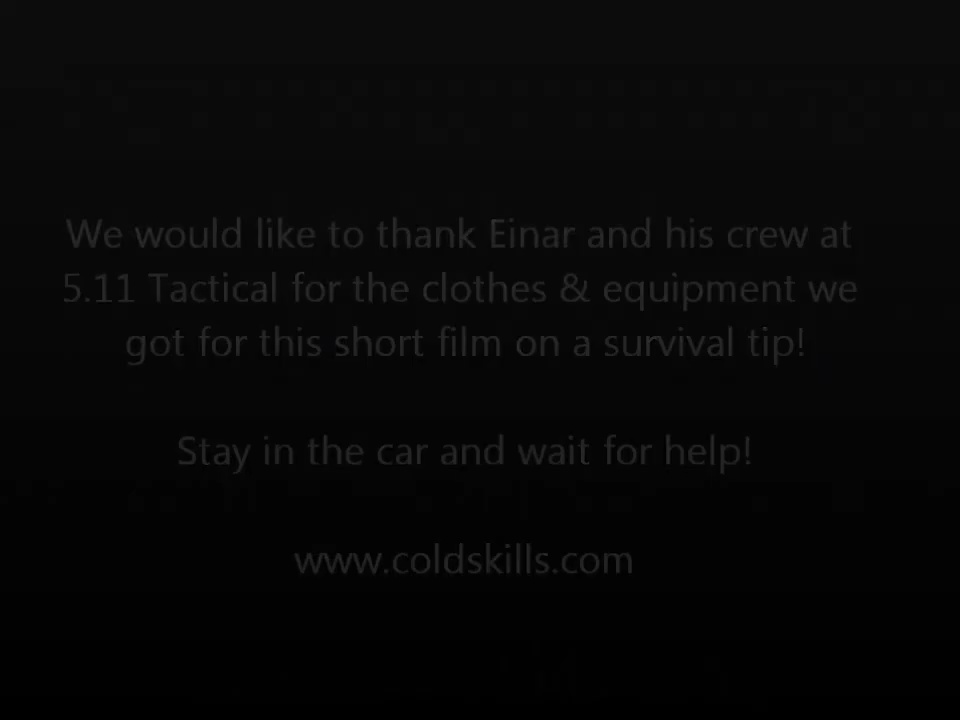 We would like to thank Einar and his crew at
5.11 Tactical for the clothes & equipment we
got for this short film on a survival tip!
Stay in the car and wait for help!
www.coldskills.com